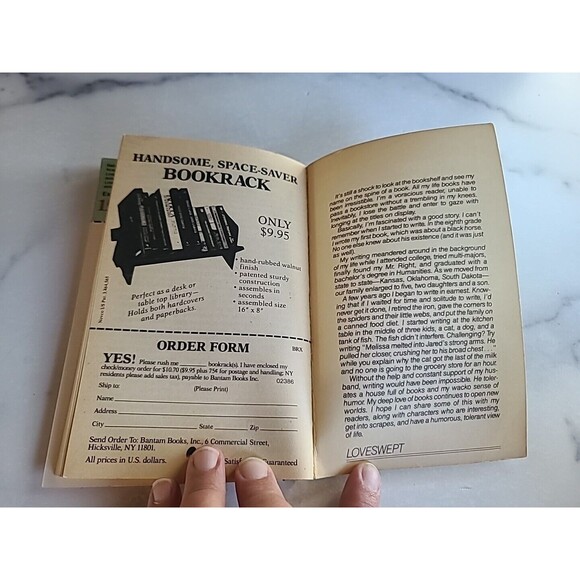 HANDSOME, SPACE-SAVER
BOOKRACK
ONLY
$9.95
• hand-rubbed walnut
finish
• patented sturdy
construction
• assembles in
seconds
• assembled size
16" x 8"
Perfect as a desk or
table top library—
Holds both hardcovers
and paperbacks.
ORDER FORM
BRX
YES! Please rush me bookrack(s). I have enclosed my
check/money order for $10.70 ($9.95 plus 75¢ for postage and handling; NY
residents please add sales tax), payable to Bantam Books Inc.
02386
Ship to:
(Please Print)
Name
Address
City State Zip
Send Order To: Bantam Books, Inc., 6 Commercial Street,
Hicksville, NY 11801.
All prices in U.S. dollars. Guaranteed
It's still a shock to look at the bookshelf and see my
name on the spine of a book. All my life books have
been irresistible. I'm a voracious reader, unable to
pass a bookstore without trembling in my knees.
Inevitably, I lose the battle and enter to gaze with
longing at the titles on display.
Basically, I'm fascinated with a good story. I can't
remember when I started to write. In the eighth grade
I wrote my first book, which was about a black horse.
No one else knew about his existence (and it was just
as well).
My writing meandered around in the background
of my life while I attended college, tried multi-majors,
finally found my Mr. Right, and graduated with a
bachelor's degree in Humanities. As we moved from
state to state—Kansas, Oklahoma, South Dakota—
our family enlarged to five, two daughters and a son.
A few years ago I began to write in earnest. Know-
ing that if I waited for time and solitude to write, I'd
never get it done, I retired the iron, gave the corners to
the spiders and their little webs, and put the family on
a canned food diet. I started writing at the kitchen
table in the middle of three kids, a cat, a dog, and a
tank of fish. The fish didn't interfere. Challenging? Try
writing "Melissa melted into Jared's strong arms. He
pulled her closer, crushing her to his broad chest . . ."
while you explain why the cat got the last of the milk
and no one is going to the grocery store for an hour.
Without the help and constant support of my hus-
band, writing would have been impossible. He toler-
ates a house full of books and my wacko sense of
humor. My deep love of books continues to open new
worlds. I hope I can share some of this with my
readers, along with characters who are interesting,
get into scrapes, and have a humorous, tolerant view
of life.
LOVESWEPT